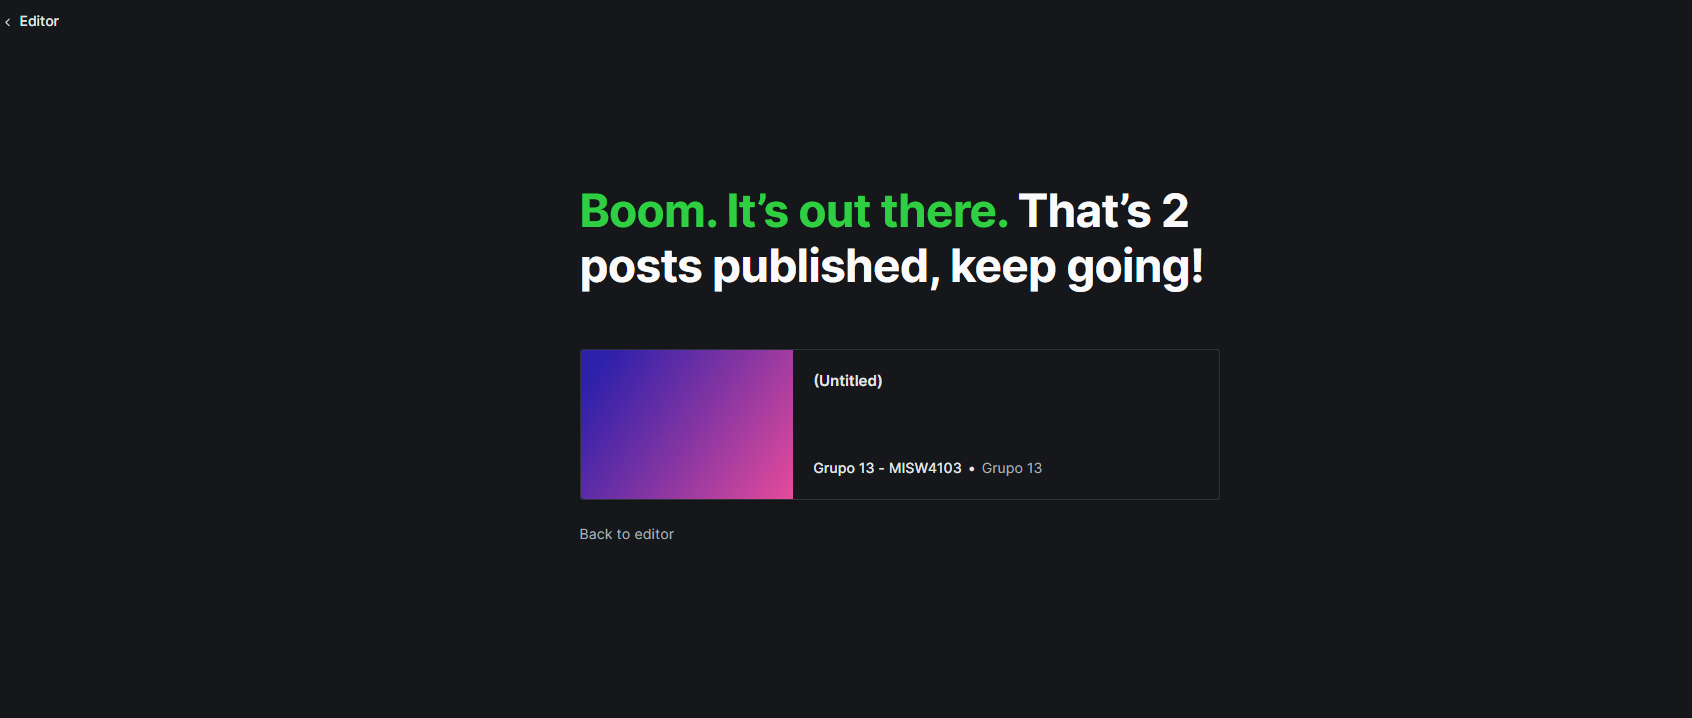 Editor
Boom. It’s out there. That’s 2
posts published, keep going!
(Untitled)
Grupo 13 - MISW4103 • Grupo 13
Back to editor